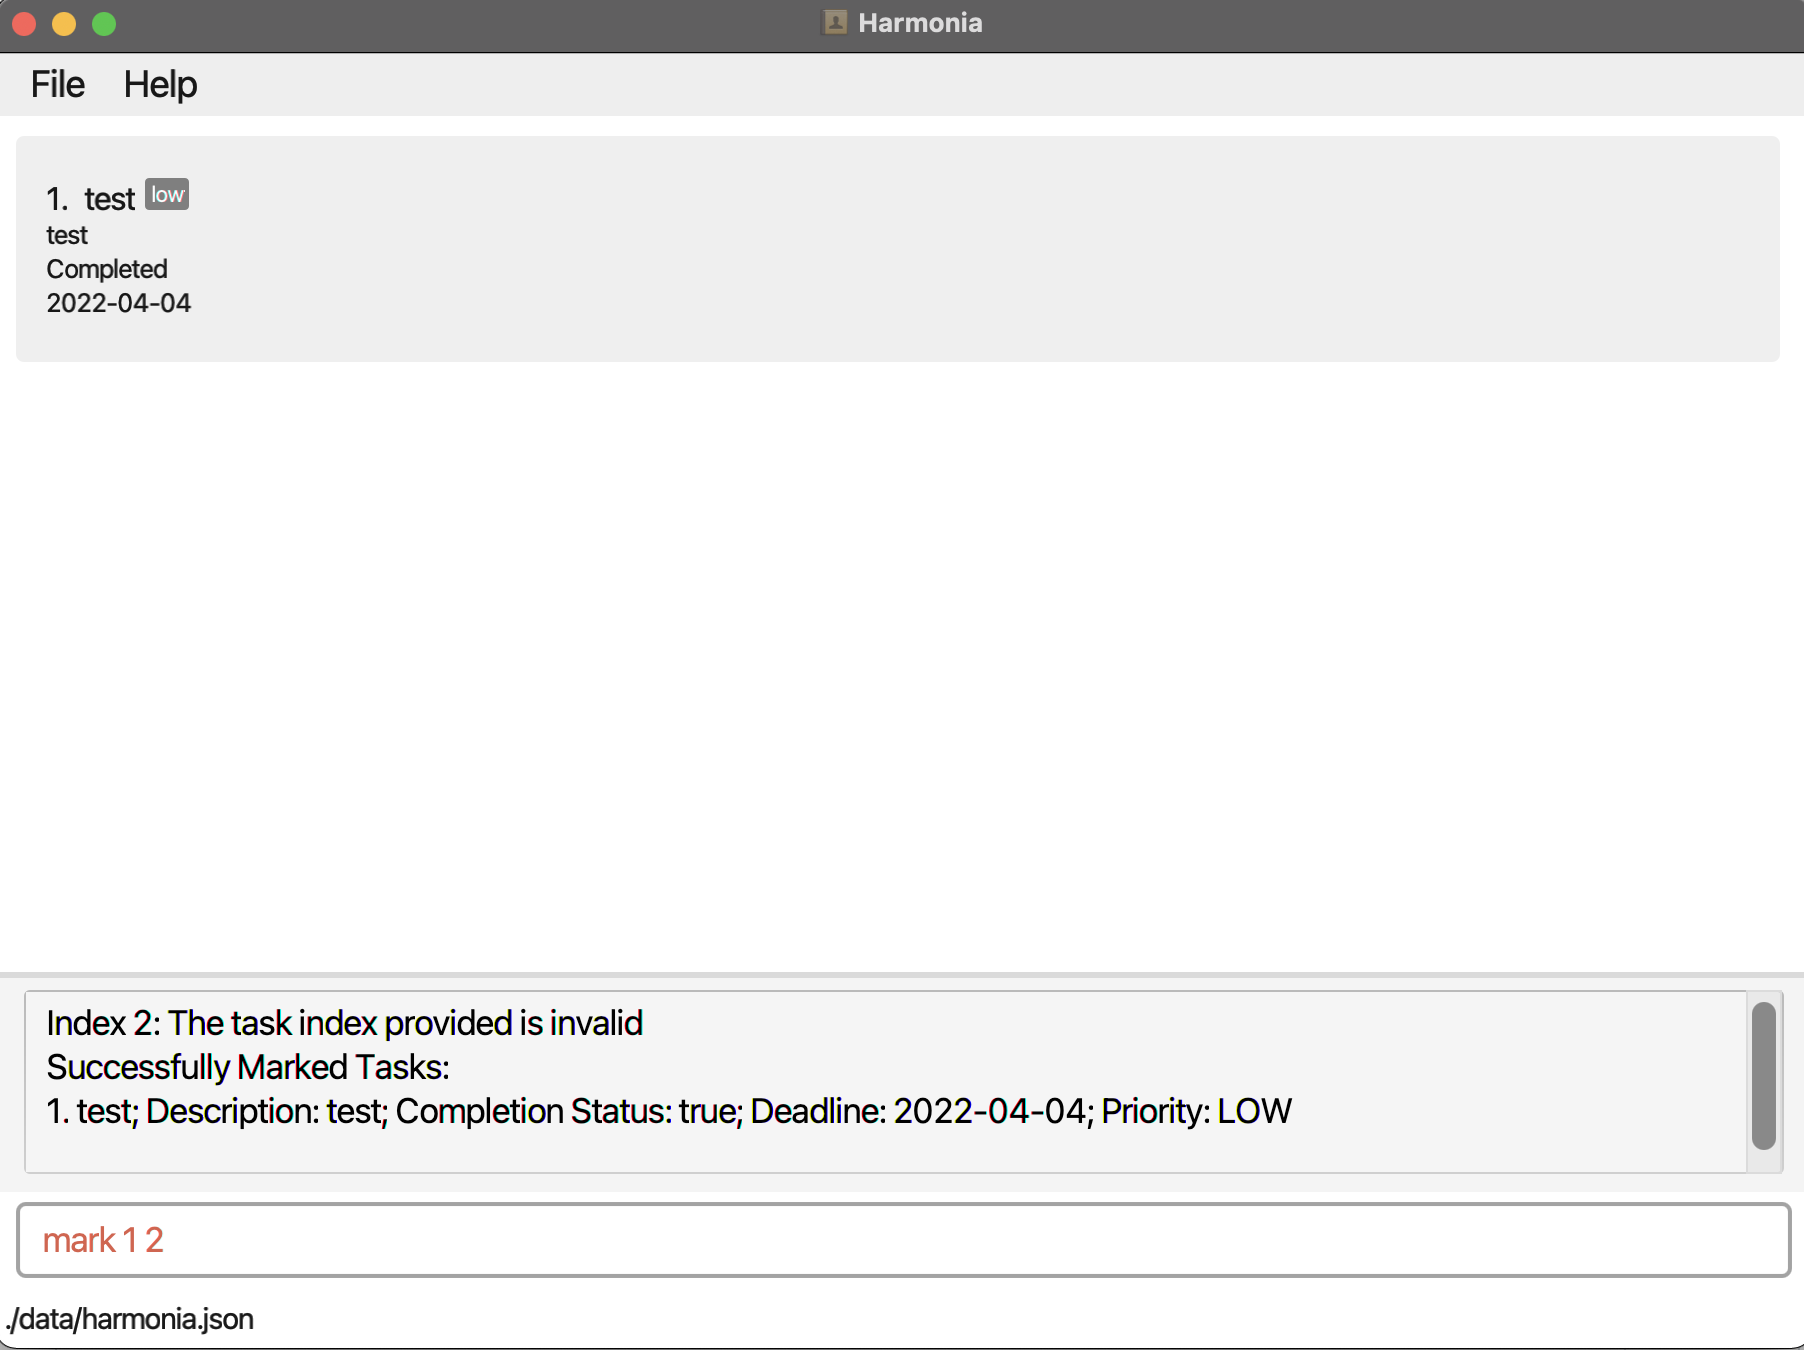 Harmonia
File Help
1. test low
test
Completed
2022-04-04
Index 2: The task index provided is invalid
Successfully Marked Tasks:
1. test; Description: test; Completion Status: true; Deadline: 2022-04-04; Priority: LOW
mark 1 2
./data/harmonia.json